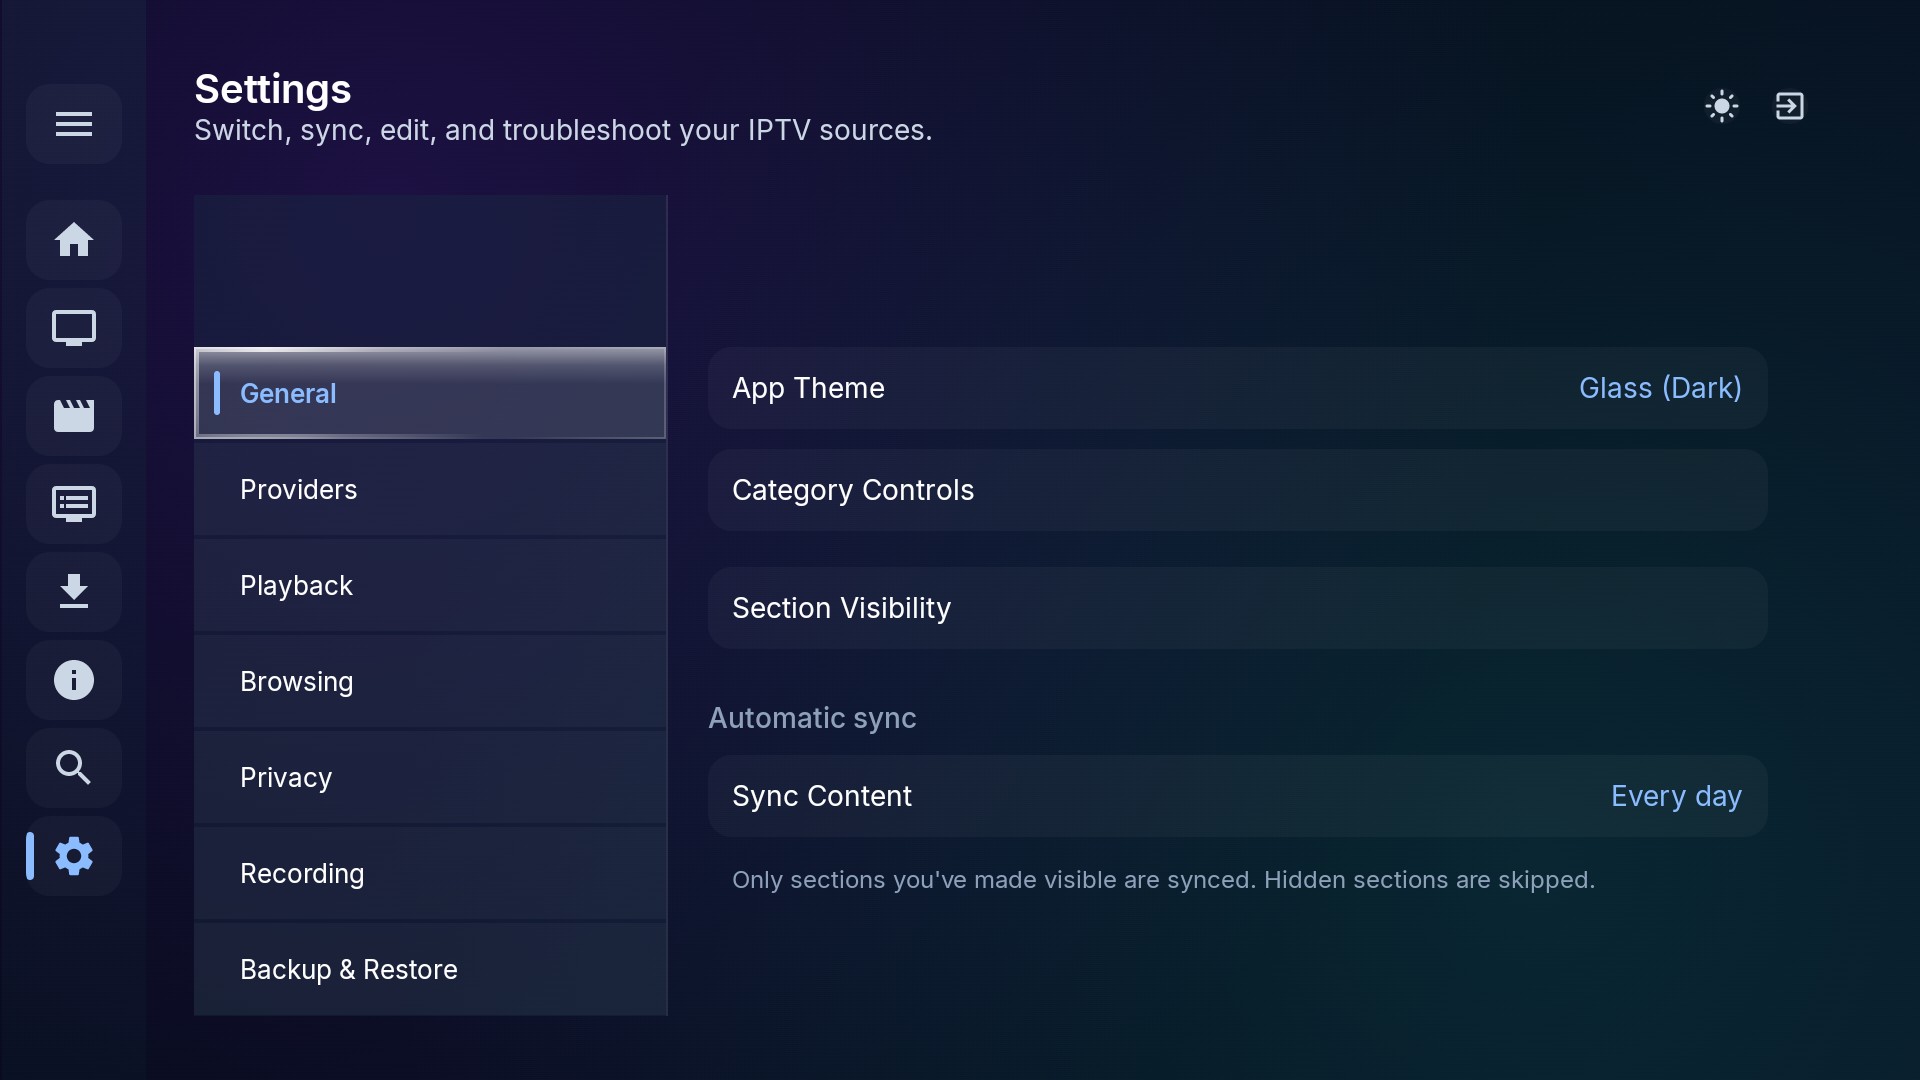 Settings
Switch, sync, edit, and troubleshoot your IPTV sources.
General
Providers
Playback
Browsing
Privacy
Recording
Backup & Restore
App Theme
Glass (Dark)
Category Controls
Section Visibility
Automatic sync
Sync Content
Every day
Only sections you've made visible are synced. Hidden sections are skipped.